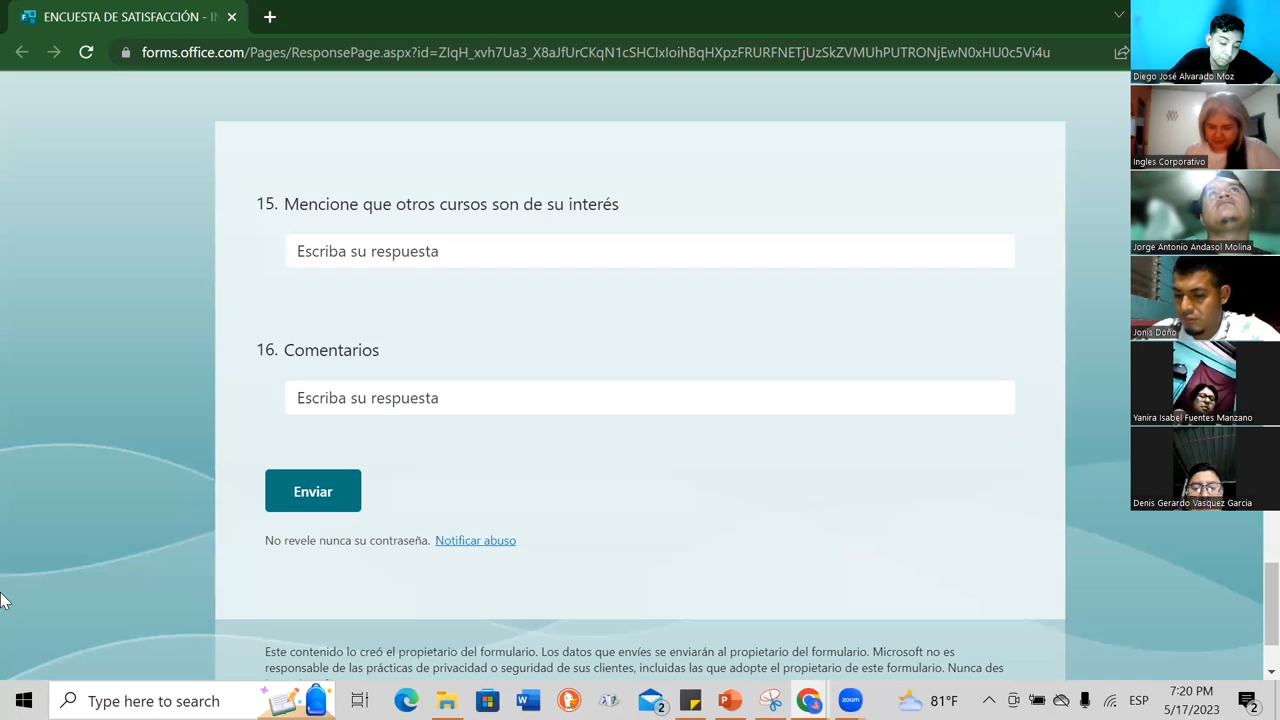 ENCUESTA DE SATISFACCIÓN - IN
forms.office.com/Pages/ResponsePage.aspx?id=
Diego José Alvarado Moz
Ingles Corporativo
Jorge Antonio Andasol Molina
Jonis Doño
Yanira Isabel Fuentes Manzano
Denis Gerardo Vasquez Garcia
15. Mencione que otros cursos son de su interés
Escriba su respuesta
16. Comentarios
Escriba su respuesta
Enviar
No revele nunca su contraseña. Notificar abuso
Este contenido lo creó el propietario del formulario. Los datos que envíes se enviarán al propietario del formulario. Microsoft no es
responsable de las prácticas de privacidad o seguridad de sus clientes, incluidas las que adopte el propietario de este formulario. Nunca des
Type here to search
2
zoom
81°F
ESP
7:20 PM
5/17/2023
2